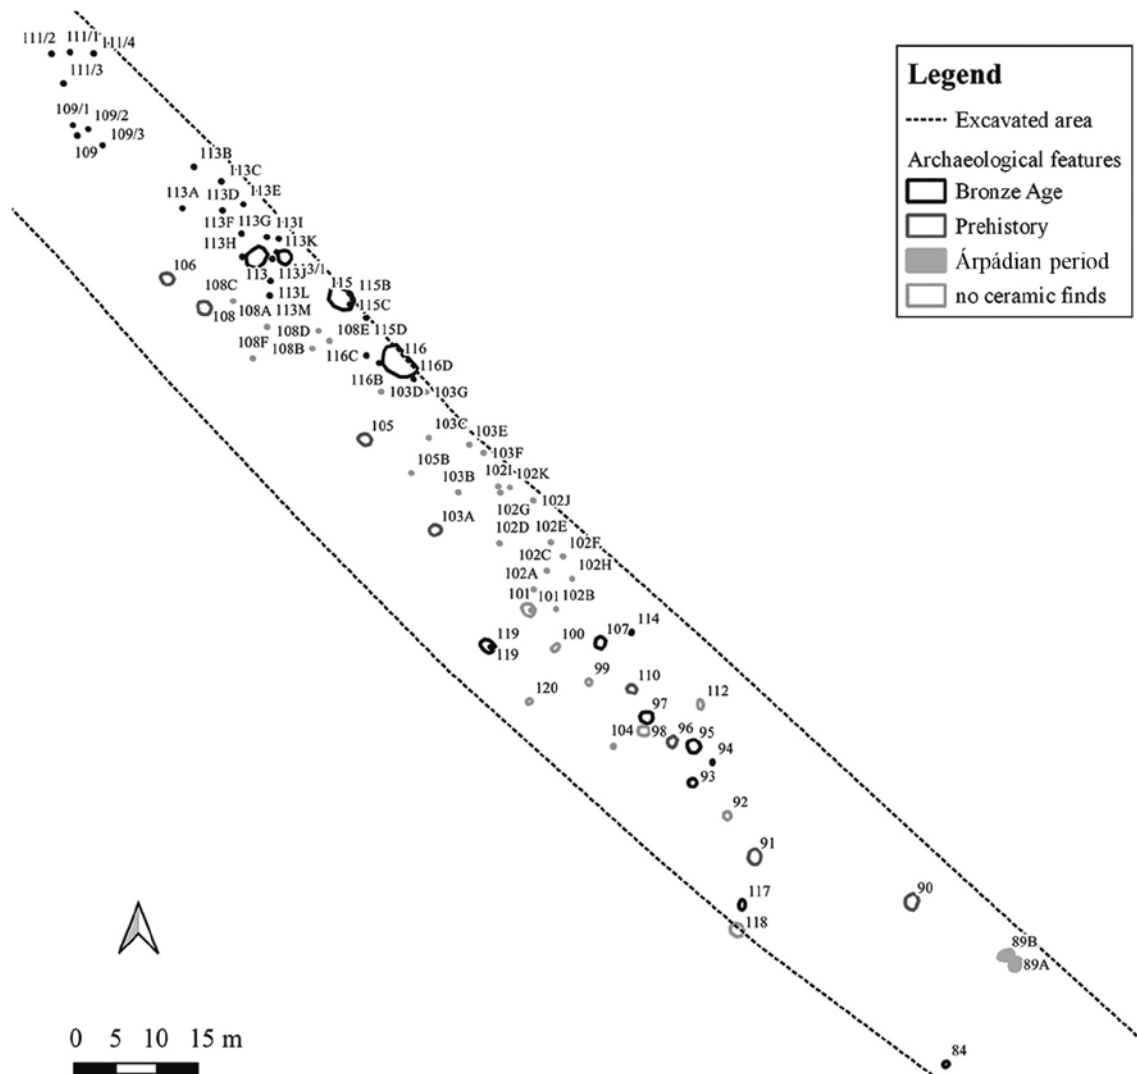 111/2
111/1
111/4
111/3
109/1
109/2
109/3
109
113B
113C
113E
113A
113D
113F
113G
113I
113H
113K
113
113J
113/1
106
108C
113L
115
115B
115C
108
108A
113M
108D
108E
115D
108F
108B
116C
116
116D
116B
103D
103G
105
103C
103E
103F
105B
103B
102I
102K
102G
102J
103A
102D
102E
102F
102C
102H
102A
101
101
102B
119
119
100
107
114
99
110
120
112
97
104
98
96
95
94
93
92
91
90
117
118
89B
89A
84
Legend
Excavated area
Archaeological features
Bronze Age
Prehistory
Árpádian period
no ceramic finds
0 5 10 15 m